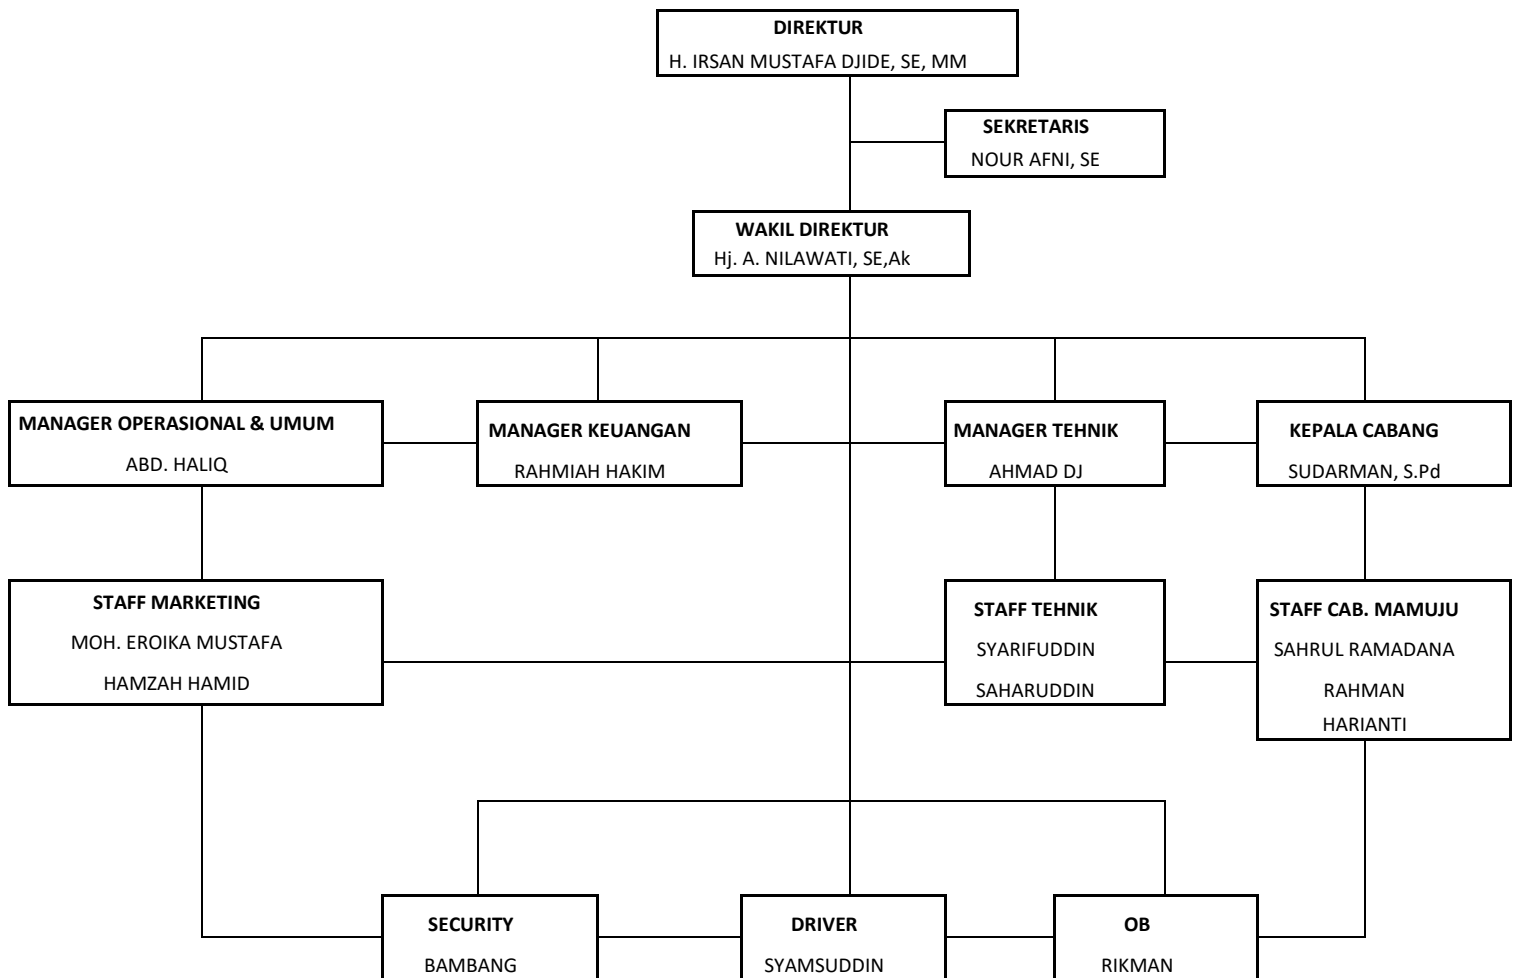 DIREKTUR
H. IRSAN MUSTAFA DJIDE, SE, MM
SEKRETARIS
NOUR AFNI, SE
WAKIL DIREKTUR
Hj. A. NILAWATI, SE,Ak
MANAGER OPERASIONAL & UMUM
ABD. HALIQ
MANAGER KEUANGAN
RAHMIAH HAKIM
MANAGER TEHNIK
AHMAD DJ
KEPALA CABANG
SUDARMAN, S.Pd
STAFF MARKETING
MOH. EROIKA MUSTAFA
HAMZAH HAMID
STAFF TEHNIK
SYARIFUDDIN
SAHARUDDIN
STAFF CAB. MAMUJU
SAHRUL RAMADANA
RAHMAN
HARIANTI
SECURITY
BAMBANG
DRIVER
SYAMSUDDIN
OB
RIKMAN